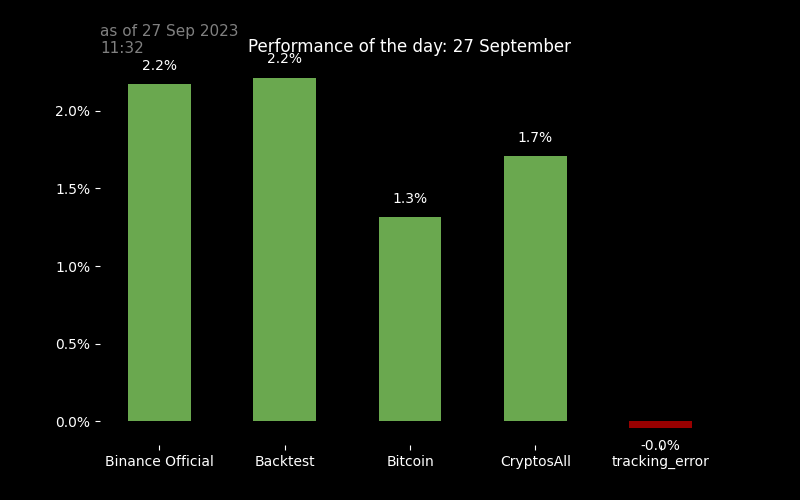 as of 27 Sep 2023
11:32
Performance of the day: 27 September
2.2%
2.2%
2.0%
1.7%
1.5%
1.3%
1.0%
0.5%
0.0%
-0.0%
Binance Official
Backtest
Bitcoin
CryptosAll
tracking_error